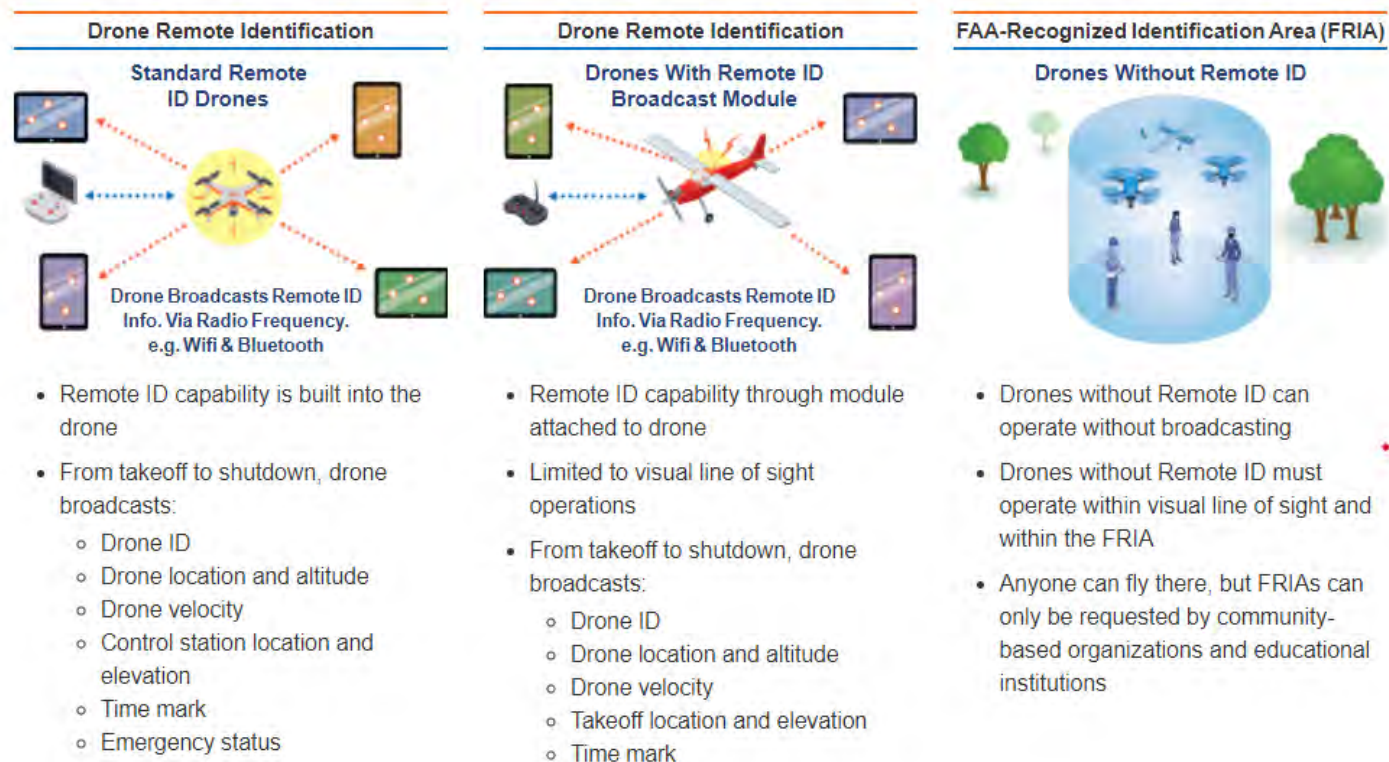 Drone Remote Identification
Standard Remote
ID Drones
Drone Broadcasts Remote ID
Info. Via Radio Frequency.
e.g. Wifi & Bluetooth
• Remote ID capability is built into the
drone
• From takeoff to shutdown, drone
broadcasts:
○ Drone ID
○ Drone location and altitude
○ Drone velocity
○ Control station location and
elevation
○ Time mark
○ Emergency status
Drone Remote Identification
Drones With Remote ID
Broadcast Module
Drone Broadcasts Remote ID
Info. Via Radio Frequency.
e.g. Wifi & Bluetooth
• Remote ID capability through module
attached to drone
• Limited to visual line of sight
operations
• From takeoff to shutdown, drone
broadcasts:
○ Drone ID
○ Drone location and altitude
○ Drone velocity
○ Takeoff location and elevation
○ Time mark
FAA-Recognized Identification Area (FRIA)
Drones Without Remote ID
• Drones without Remote ID can
operate without broadcasting
• Drones without Remote ID must
operate within visual line of sight and
within the FRIA
• Anyone can fly there, but FRIAs can
only be requested by community-
based organizations and educational
institutions